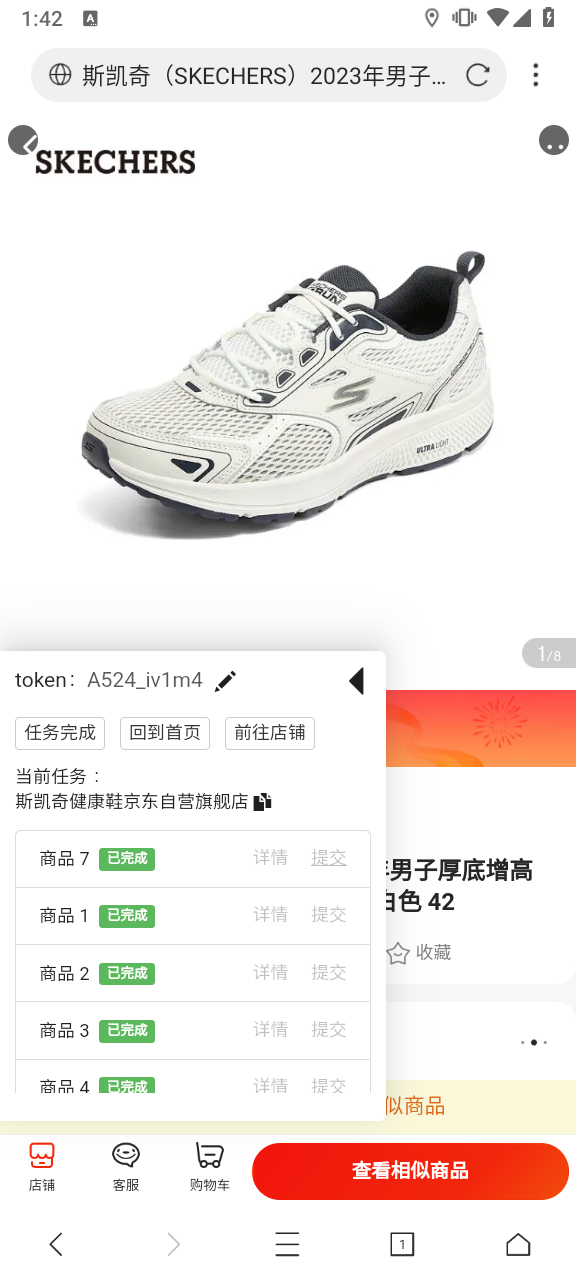 1:42
A
斯凯奇（SKECHERS）2023年男子…
SKECHERS
SKECHERS
GORUN
ULTRA LIGHT
1/8
token：A524_iv1m4
任务完成 回到首页 前往店铺
当前任务：
斯凯奇健康鞋京东自营旗舰店
商品 7 已完成 详情 提交
商品 1 已完成 详情 提交
商品 2 已完成 详情 提交
商品 3 已完成 详情 提交
商品 4 已完成 详情 提交
年男子厚底增高
白色 42
收藏
似商品
店铺 客服 购物车 查看相似商品
1